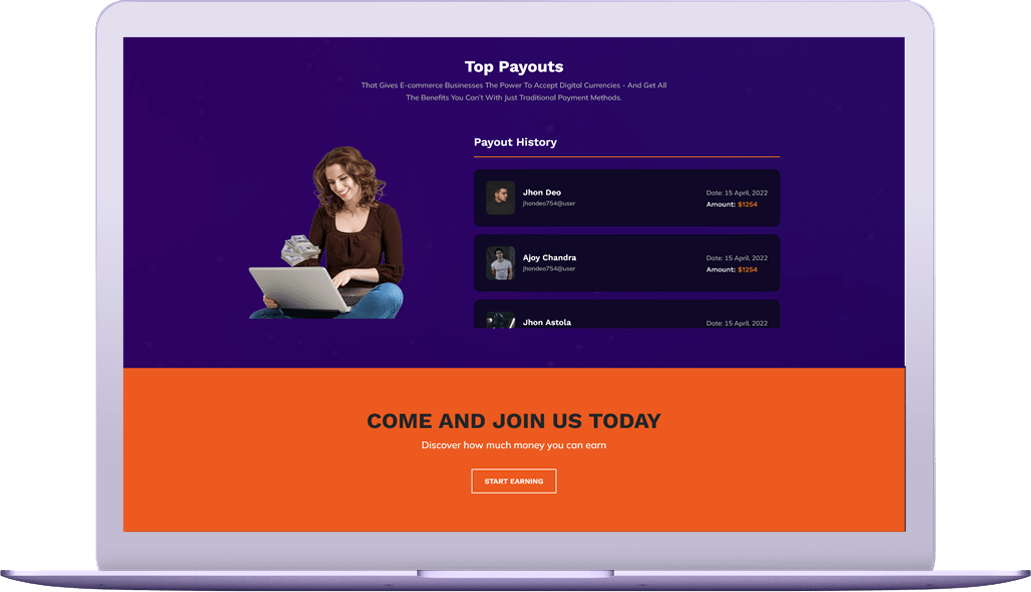 Top Payouts
That Gives E-commerce Businesses The Power To Accept Digital Currencies - And Get All
The Benefits You Can't With Just Traditional Payment Methods.
Payout History
Jhon Deo
jhondeo754@user
Date: 15 April, 2022
Amount: $1254
Ajoy Chandra
jhondeo754@user
Date: 15 April, 2022
Amount: $1254
Jhon Astola
Date: 15 April, 2022
COME AND JOIN US TODAY
Discover how much money you can earn
START EARNING